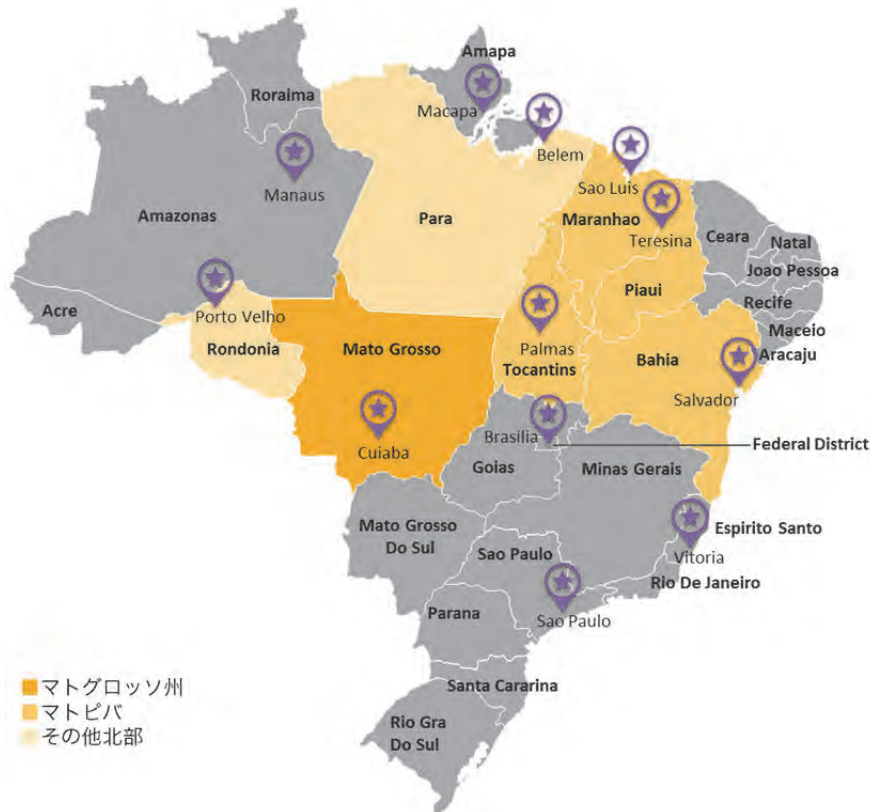 Amapa
Roraima
Macapa
Belem
Manaus
Sao Luis
Amazonas
Para
Maranhao
Teresina
Ceara
Natal
Joao Pessoa
Piaui
Recife
Acre
Porto Velho
Rondonia
Mato Grosso
Palmas
Tocantins
Bahia
Maceio
Aracaju
Salvador
Cuiaba
Brasilia
Federal District
Goias
Minas Gerais
Mato Grosso
Do Sul
Espirito Santo
Vitoria
Sao Paulo
Rio De Janeiro
Parana
Sao Paulo
Santa Cararina
Rio Gra
Do Sul
マトグロッソ州
マトピバ
その他北部